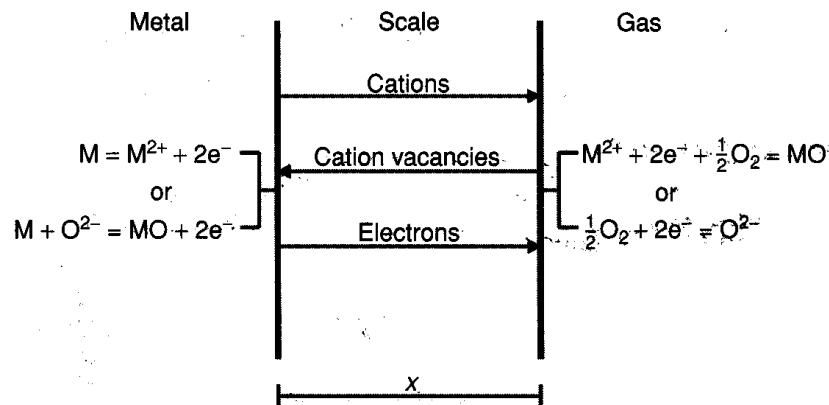 Metal Scale Gas
Cations
M = M²⁺ + 2e⁻ Cation vacancies M²⁺ + 2e⁻ + ½O₂ = MO
or or
M + O²⁻ = MO + 2e⁻ Electrons ½O₂ + 2e⁻ = O²⁻
x